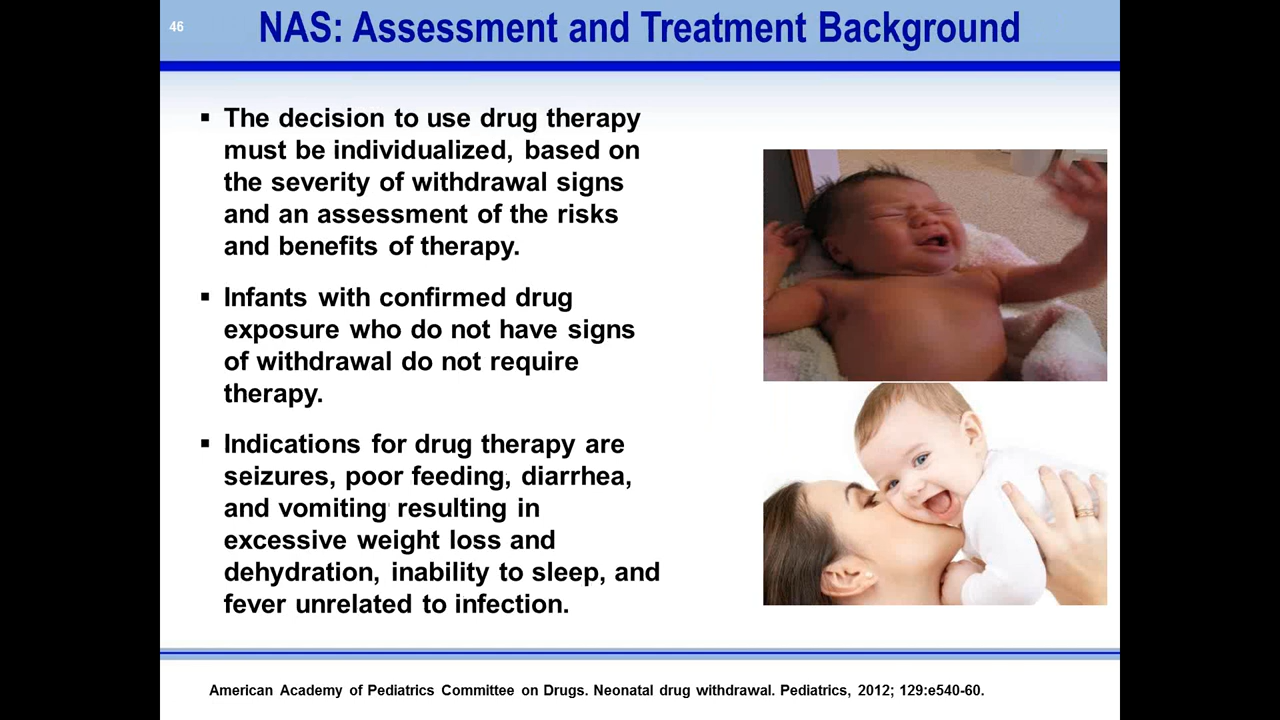 46
NAS: Assessment and Treatment Background
▪ The decision to use drug therapy
must be individualized, based on
the severity of withdrawal signs
and an assessment of the risks
and benefits of therapy.
▪ Infants with confirmed drug
exposure who do not have signs
of withdrawal do not require
therapy.
▪ Indications for drug therapy are
seizures, poor feeding, diarrhea,
and vomiting resulting in
excessive weight loss and
dehydration, inability to sleep, and
fever unrelated to infection.
American Academy of Pediatrics Committee on Drugs. Neonatal drug withdrawal. Pediatrics, 2012; 129:e540-60.